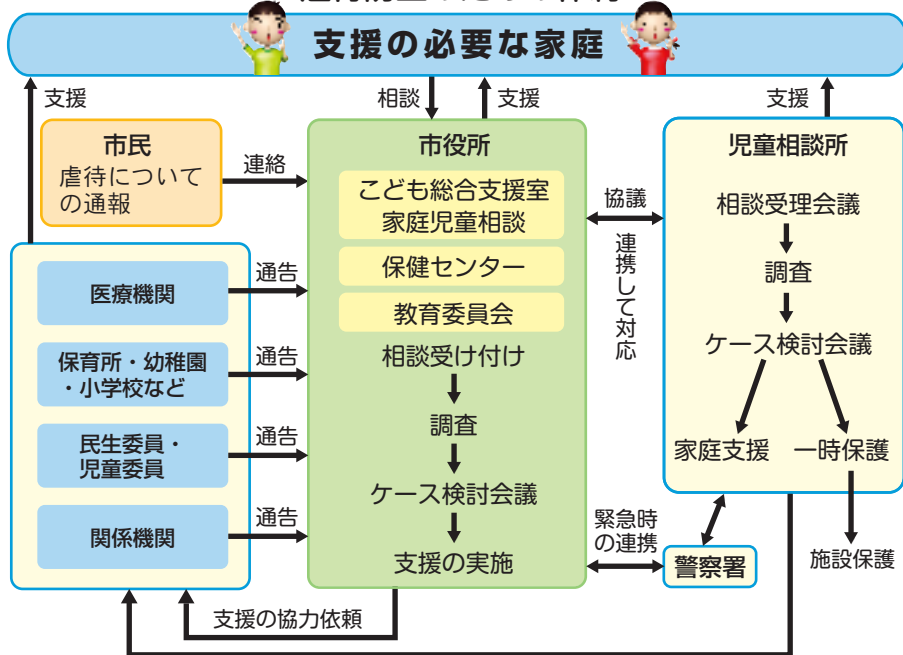 支援の必要な家庭
支援
相談
支援
支援
市民
虐待について
の通報
連絡
市役所
こども総合支援室
家庭児童相談
保健センター
教育委員会
相談受け付け
調査
ケース検討会議
支援の実施
協議
連携して対応
児童相談所
相談受理会議
調査
ケース検討会議
家庭支援
一時保護
施設保護
医療機関
通告
保育所・幼稚園
・小学校など
通告
民生委員・
児童委員
通告
関係機関
通告
緊急時
の連携
警察署
支援の協力依頼